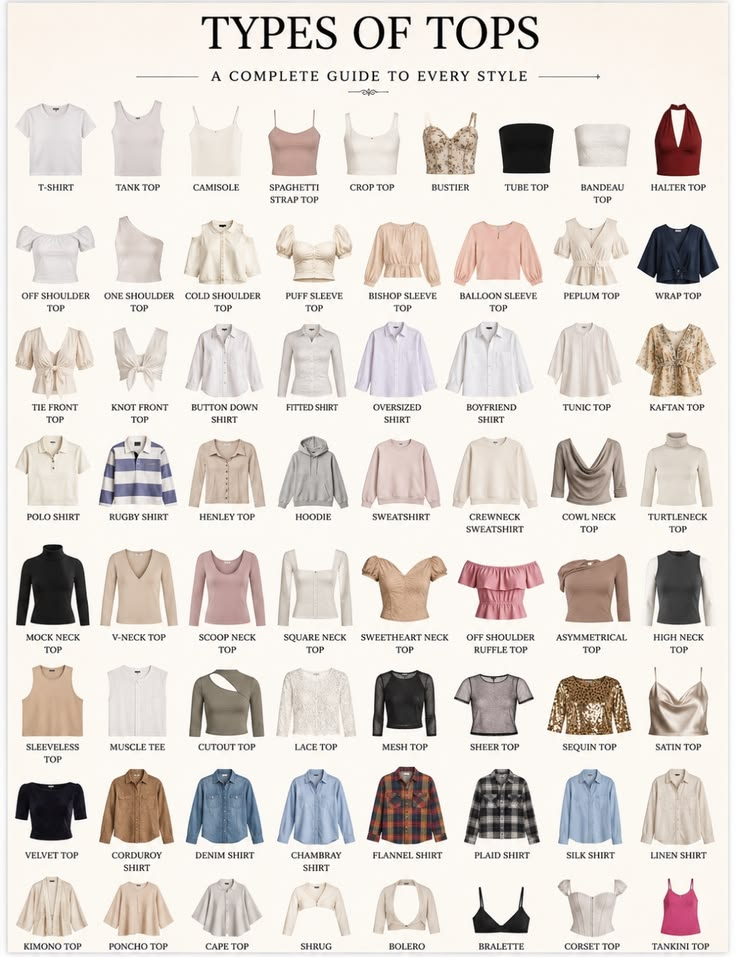 TYPES OF TOPS
A COMPLETE GUIDE TO EVERY STYLE
T-SHIRT
TANK TOP
CAMISOLE
SPAGHETTI
STRAP TOP
CROP TOP
BUSTIER
TUBE TOP
BANDEAU
TOP
HALTER TOP
OFF SHOULDER
TOP
ONE SHOULDER
TOP
COLD SHOULDER
TOP
PUFF SLEEVE
TOP
BISHOP SLEEVE
TOP
BALLOON SLEEVE
TOP
PEPLUM TOP
WRAP TOP
TIE FRONT
TOP
KNOT FRONT
TOP
BUTTON DOWN
SHIRT
FITTED SHIRT
OVERSIZED
SHIRT
BOYFRIEND
SHIRT
TUNIC TOP
KAFTAN TOP
POLO SHIRT
RUGBY SHIRT
HENLEY TOP
HOODIE
SWEATSHIRT
CREWNECK
SWEATSHIRT
COWL NECK
TOP
TURTLENECK
TOP
MOCK NECK
TOP
V-NECK TOP
SCOOP NECK
TOP
SQUARE NECK
TOP
SWEETHEART NECK
TOP
OFF SHOULDER
RUFFLE TOP
ASYMMETRICAL
TOP
HIGH NECK
TOP
SLEEVELESS
TOP
MUSCLE TEE
CUTOUT TOP
LACE TOP
MESH TOP
SHEER TOP
SEQUIN TOP
SATIN TOP
VELVET TOP
CORDUROY
SHIRT
DENIM SHIRT
CHAMBRAY
SHIRT
FLANNEL SHIRT
PLAID SHIRT
SILK SHIRT
LINEN SHIRT
KIMONO TOP
PONCHO TOP
CAPE TOP
SHRUG
BOLERO
BRALETTE
CORSET TOP
TANKINI TOP